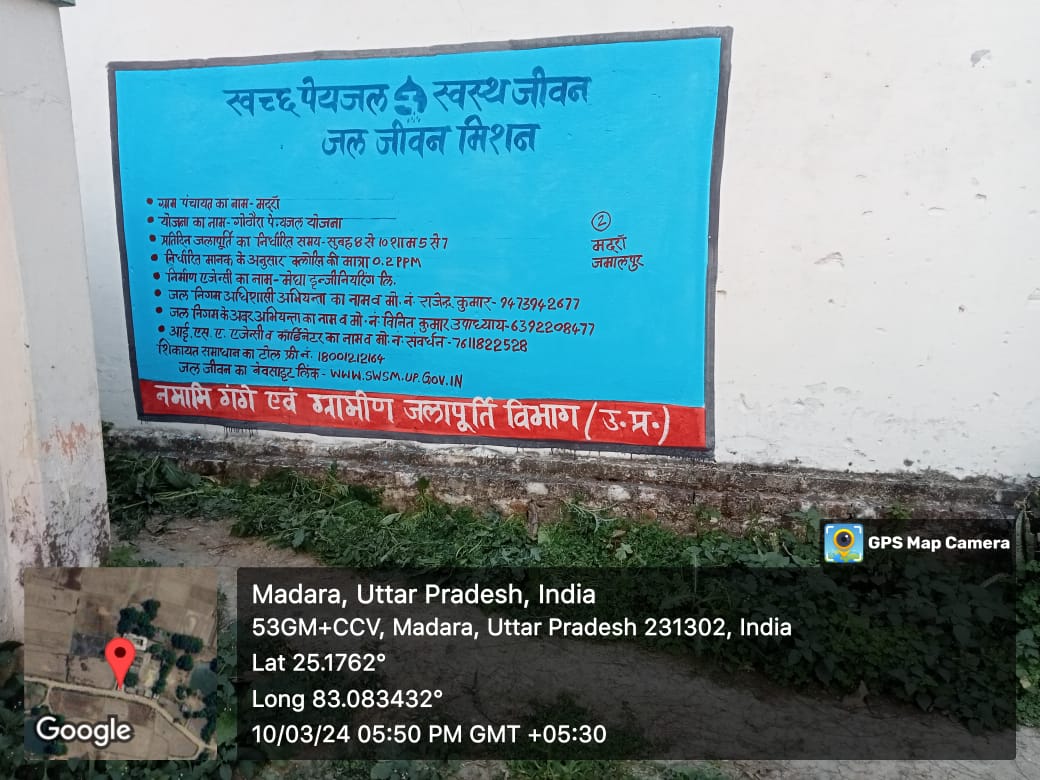 स्वच्छ पेयजल स्वस्थ जीवन
जल जीवन मिशन
• ग्राम पंचायत का नाम- मदरॉ
• योजना का नाम- गोठौरा पेयजल योजना
• प्रतिदिन जलापूर्ति का निर्धारित समय- सुबह 8 से 10 शाम 5 से 7
• निर्धारित मानक के अनुसार क्लोरिन की मात्रा 0.2 PPM
• निर्माण एजेन्सी का नाम- मेघा इन्जीनियरिंग लि.
• जल निगम अधिशासी अभियन्ता का नाम व मो. नं राजेन्द्र कुमार- 9473942677
• जल निगम के अवर अभियन्ता का नाम व मो. नं: विनित कुमार उपाध्याय- 6392208477
• आई. एस. ए. एजेन्सी व कॉर्डिनेटर का नाम व मो. नं संवर्धन- 7611822528
शिकायत समाधान का टोल फ्री नं. 18001212164
जल जीवन का वेबसाइट लिंक- WWW.SWSM.UP.GOV.IN
②
मदरॉ
जमालपुर
नमामि गंगे एवं ग्रामीण जलापूर्ति विभाग (उ. प्र.)
GPS Map Camera
Madara, Uttar Pradesh, India
53GM+CCV, Madara, Uttar Pradesh 231302, India
Lat 25.1762°
Long 83.083432°
10/03/24 05:50 PM GMT +05:30
Google